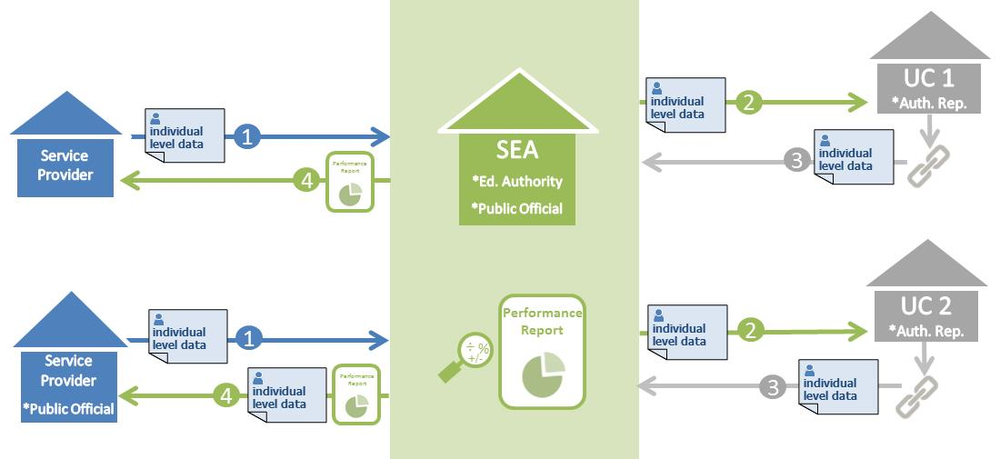 Service
Provider
individual
level data
1
4
Performance
Report
SEA
*Ed. Authority
*Public Official
individual
level data
2
UC 1
*Auth. Rep.
3
individual
level data
Service
Provider
*Public Official
individual
level data
1
4
individual
level data
Performance
Report
÷ %
+/-
Performance
Report
individual
level data
2
UC 2
*Auth. Rep.
3
individual
level data